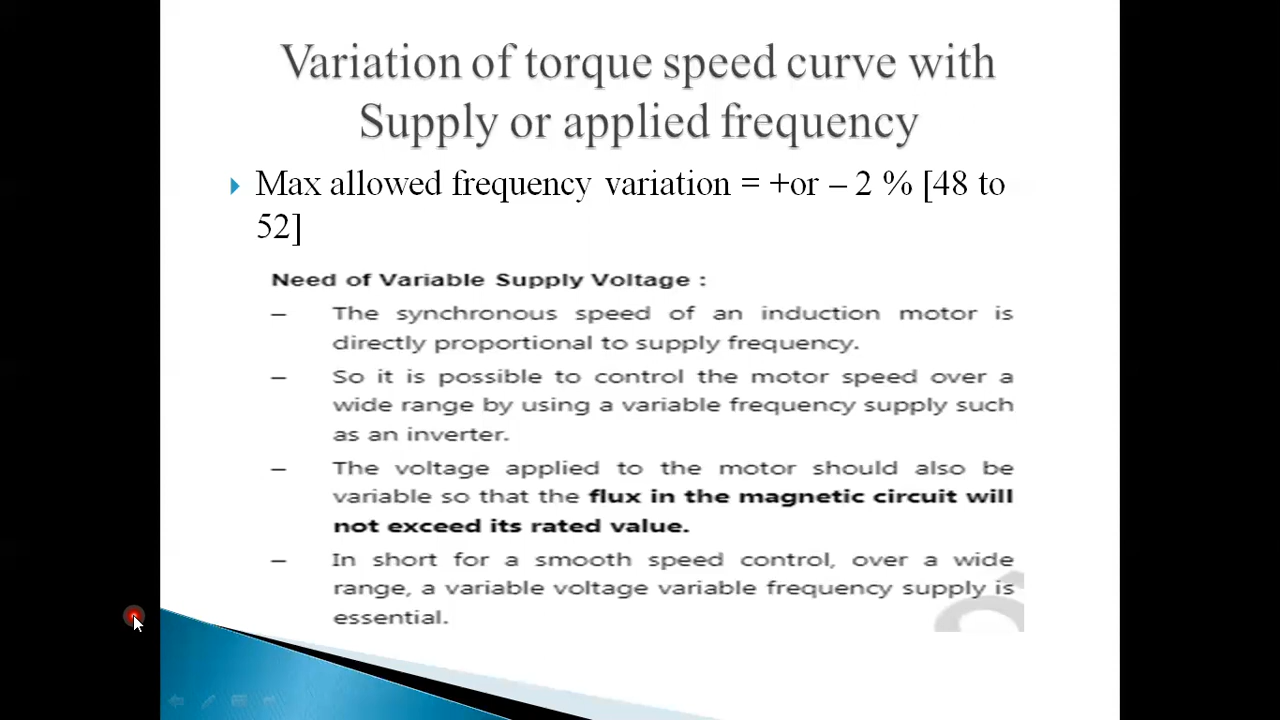 Variation of torque speed curve with
Supply or applied frequency
Max allowed frequency variation = +or – 2 % [48 to
52]
Need of Variable Supply Voltage :
– The synchronous speed of an induction motor is
directly proportional to supply frequency.
– So it is possible to control the motor speed over a
wide range by using a variable frequency supply such
as an inverter.
– The voltage applied to the motor should also be
variable so that the flux in the magnetic circuit will
not exceed its rated value.
– In short for a smooth speed control, over a wide
range, a variable voltage variable frequency supply is
essential.